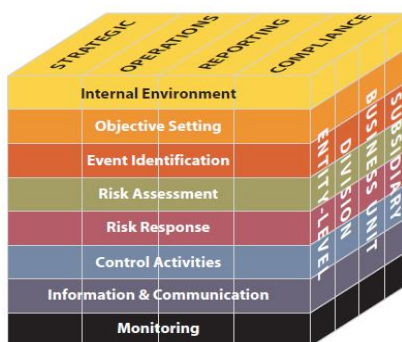 STRATEGIC
OPERATIONS
REPORTING
COMPLIANCE
Internal Environment
Objective Setting
Event Identification
Risk Assessment
Risk Response
Control Activities
Information & Communication
Monitoring
ENTITY-LEVEL
DIVISION
BUSINESS UNIT
SUBSIDIARY